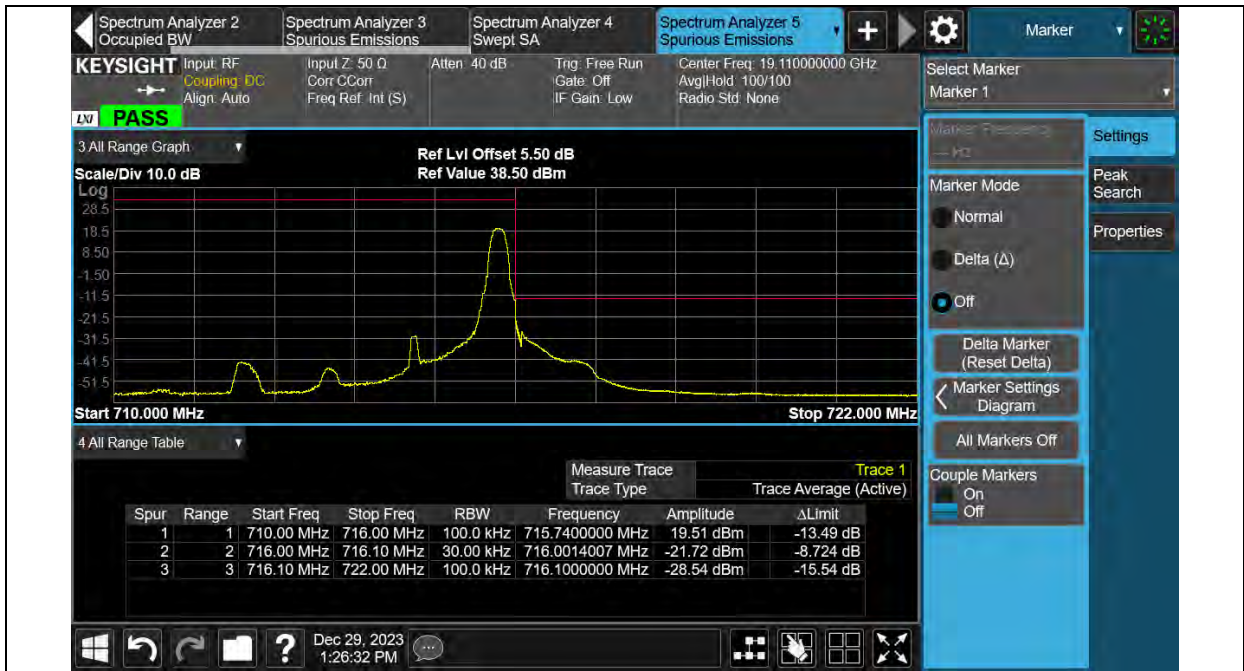 Spectrum Analyzer 2
Occupied BW
Spectrum Analyzer 3
Spurious Emissions
Spectrum Analyzer 4
Swept SA
Spectrum Analyzer 5
Spurious Emissions
+
Marker
KEYSIGHT
Input: RF
Coupling: DC
Align: Auto
Input Z: 50 Ω
Corr CCorr
Freq Ref: Int (S)
Atten: 40 dB
Trig: Free Run
Gate: Off
IF Gain: Low
Center Freq: 19.110000000 GHz
Avg|Hold: 100/100
Radio Std: None
LXI PASS
Select Marker
Marker 1
3 All Range Graph
Ref Lvl Offset 5.50 dB
Scale/Div 10.0 dB
Ref Value 38.50 dBm
Log
28.5
18.5
8.50
-1.50
-11.5
-21.5
-31.5
-41.5
-51.5
Start 710.000 MHz
Stop 722.000 MHz
Marker Frequency
--- Hz
Settings
Marker Mode
Peak
Search
Normal
Properties
Delta (Δ)
Off
Delta Marker
(Reset Delta)
Marker Settings
Diagram
All Markers Off
Couple Markers
On
Off
4 All Range Table
Measure Trace Trace 1
Trace Type Trace Average (Active)
Spur Range Start Freq Stop Freq RBW Frequency Amplitude ΔLimit
1 1 710.00 MHz 716.00 MHz 100.0 kHz 715.7400000 MHz 19.51 dBm -13.49 dB
2 2 716.00 MHz 716.10 MHz 30.00 kHz 716.0014007 MHz -21.72 dBm -8.724 dB
3 3 716.10 MHz 722.00 MHz 100.0 kHz 716.1000000 MHz -28.54 dBm -15.54 dB
?
Dec 29, 2023
1:26:32 PM